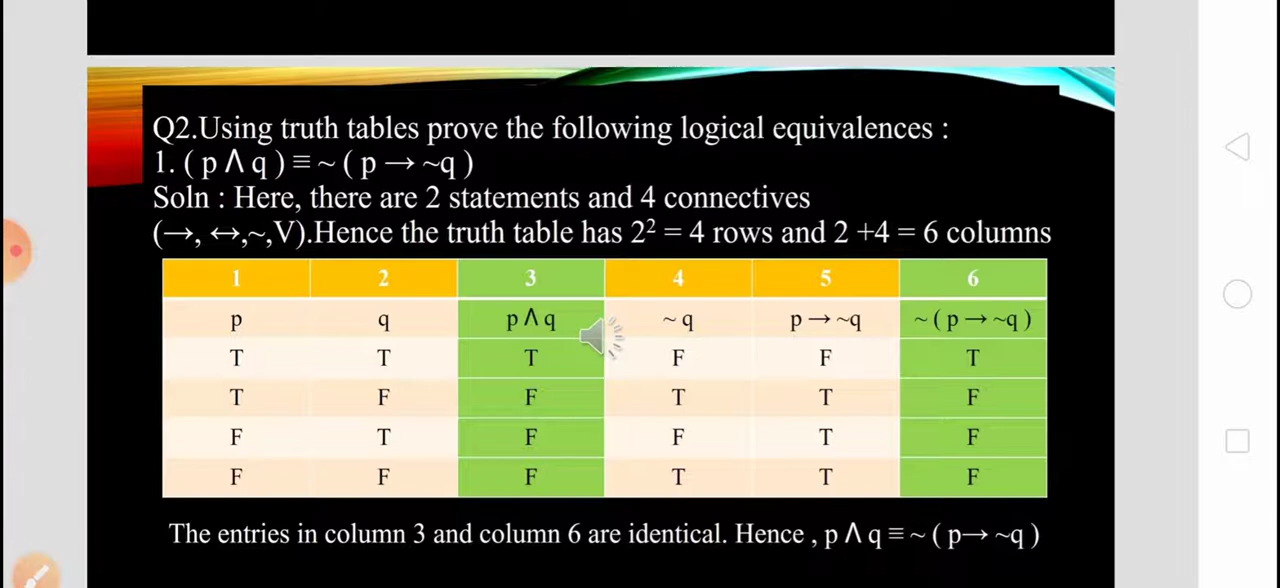 Q2.Using truth tables prove the following logical equivalences :
1. ( p Λ q ) ≡ ~ ( p → ~q )
Soln : Here, there are 2 statements and 4 connectives
(→, ↔,~,V).Hence the truth table has 2² = 4 rows and 2 +4 = 6 columns
1 2 3 4 5 6
p q p Λ q ~ q p → ~q ~ ( p → ~q )
T T T F F T
T F F T T F
F T F F T F
F F F T T F
The entries in column 3 and column 6 are identical. Hence , p Λ q ≡ ~ ( p→ ~q )